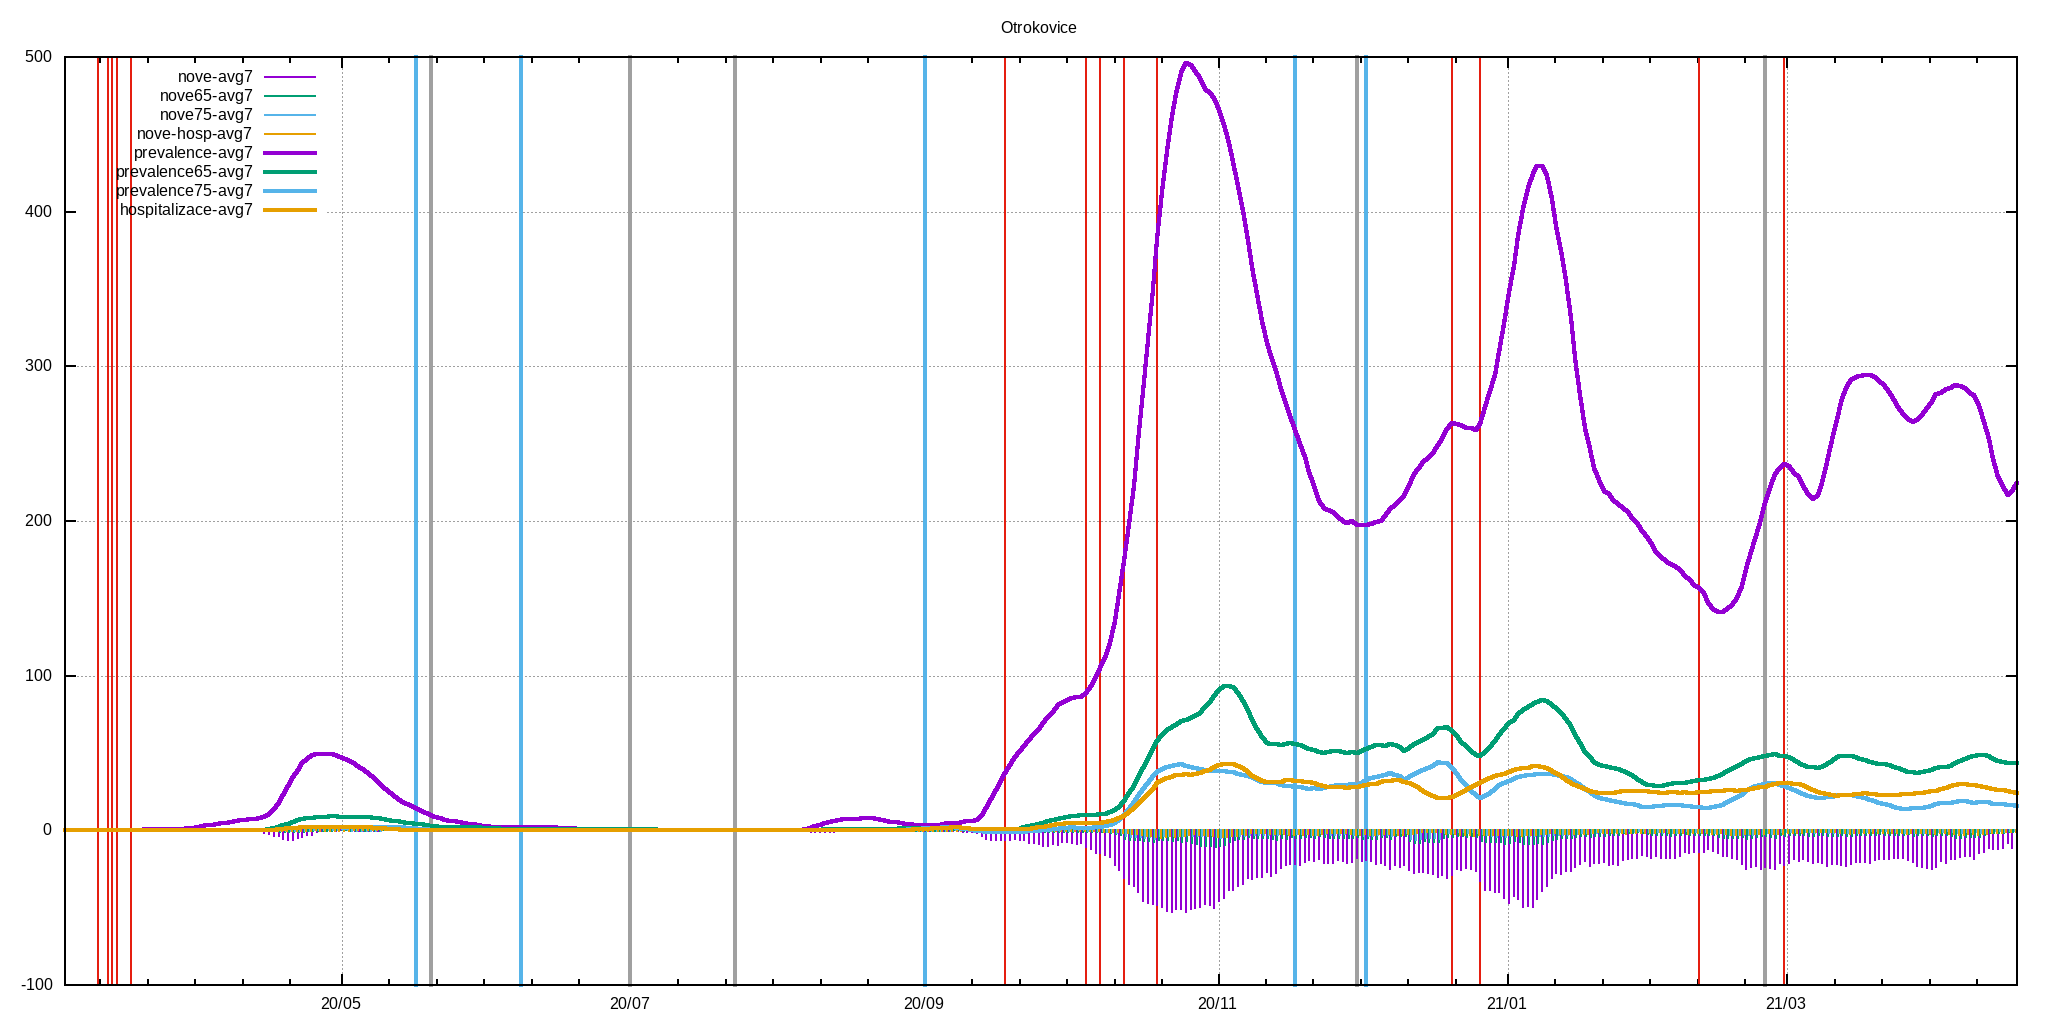 Otrokovice
500
400
300
200
100
0
-100
nove-avg7
nove65-avg7
nove75-avg7
nove-hosp-avg7
prevalence-avg7
prevalence65-avg7
prevalence75-avg7
hospitalizace-avg7
20/05
20/07
20/09
20/11
21/01
21/03